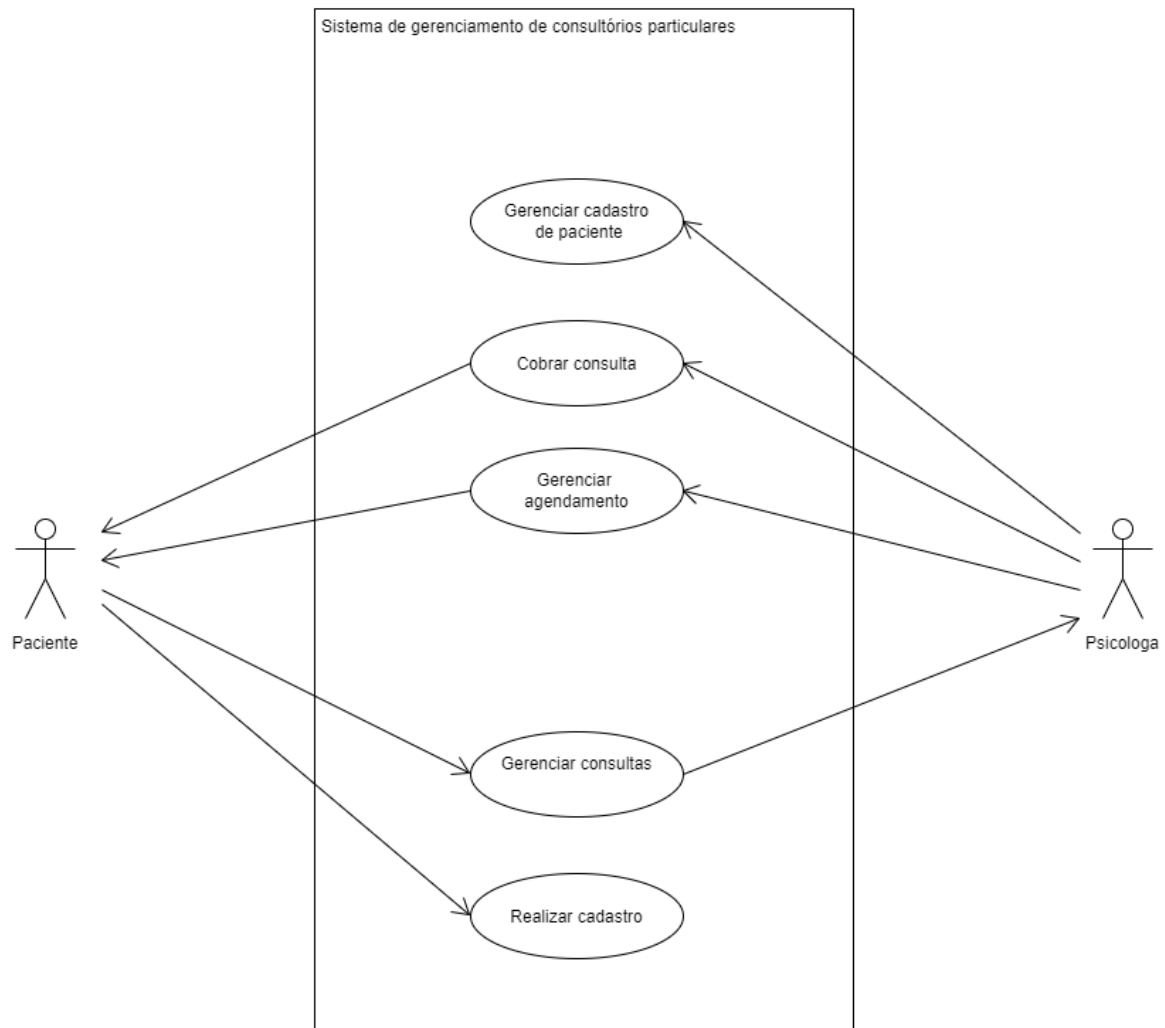 Sistema de gerenciamento de consultórios particulares
Gerenciar cadastro
de paciente
Cobrar consulta
Gerenciar
agendamento
Paciente
Psicologa
Gerenciar consultas
Realizar cadastro